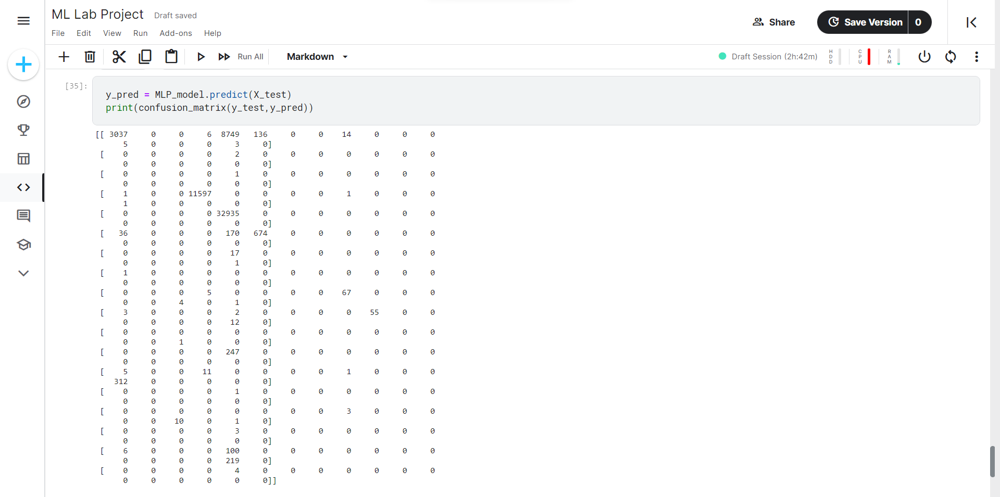 ML Lab Project Draft saved
File Edit View Run Add-ons Help
Share
Save Version 0
Run All
Markdown
Draft Session (2h:42m)
HDD
CPU
RAM
[35]:
y_pred = MLP_model.predict(X_test)
print(confusion_matrix(y_test,y_pred))
[[ 3037 0 0 6 8749 136 0 0 14 0 0 0
5 0 0 0 3 0]
[ 0 0 0 0 2 0 0 0 0 0 0 0
0 0 0 0 0 0]
[ 0 0 0 0 1 0 0 0 0 0 0 0
0 0 0 0 0 0]
[ 1 0 0 11597 0 0 0 0 1 0 0 0
1 0 0 0 0 0]
[ 0 0 0 0 32935 0 0 0 0 0 0 0
0 0 0 0 0 0]
[ 36 0 0 0 170 674 0 0 0 0 0 0
0 0 0 0 0 0]
[ 0 0 0 0 17 0 0 0 0 0 0 0
0 0 0 0 1 0]
[ 1 0 0 0 0 0 0 0 0 0 0 0
0 0 0 0 0 0]
[ 0 0 0 5 0 0 0 0 67 0 0 0
0 0 4 0 1 0]
[ 3 0 0 0 2 0 0 0 0 55 0 0
0 0 0 0 12 0]
[ 0 0 0 0 0 0 0 0 0 0 0 0
0 0 1 0 0 0]
[ 0 0 0 0 247 0 0 0 0 0 0 0
0 0 0 0 0 0]
[ 5 0 0 11 0 0 0 0 1 0 0 0
312 0 0 0 0 0]
[ 0 0 0 0 1 0 0 0 0 0 0 0
0 0 0 0 0 0]
[ 0 0 0 0 0 0 0 0 3 0 0 0
0 0 10 0 1 0]
[ 0 0 0 0 3 0 0 0 0 0 0 0
0 0 0 0 0 0]
[ 6 0 0 0 100 0 0 0 0 0 0 0
0 0 0 0 219 0]
[ 0 0 0 0 4 0 0 0 0 0 0 0
0 0 0 0 0 0]]